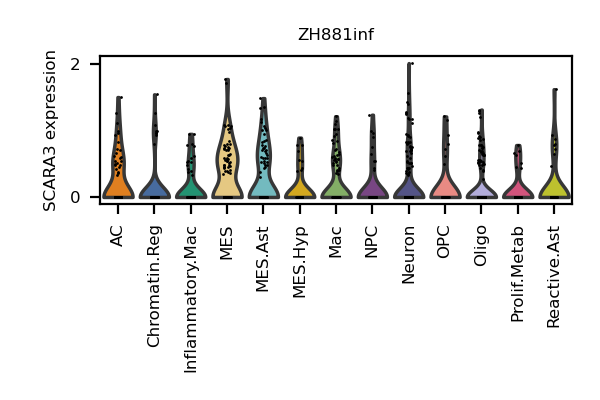 ZH881inf
SCARA3 expression
2
0
AC
Chromatin.Reg
Inflammatory.Mac
MES
MES.Ast
MES.Hyp
Mac
NPC
Neuron
OPC
Oligo
Prolif.Metab
Reactive.Ast